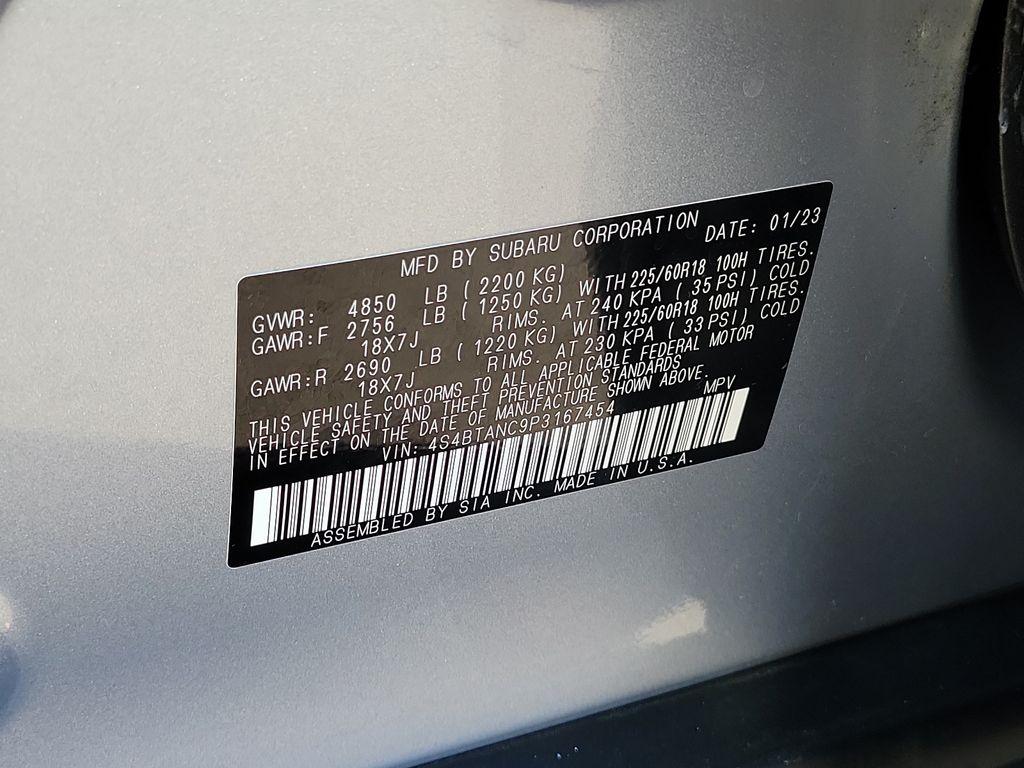 MFD BY SUBARU CORPORATION DATE: 01/23
GVWR: 4850 LB ( 2200 KG)
GAWR:F 2756 LB ( 1250 KG) WITH 225/60R18 100H TIRES.
18X7J RIMS. AT 240 KPA ( 35 PSI) COLD
GAWR:R 2690 LB ( 1220 KG) WITH 225/60R18 100H TIRES.
18X7J RIMS. AT 230 KPA ( 33 PSI) COLD
THIS VEHICLE CONFORMS TO ALL APPLICABLE FEDERAL MOTOR
VEHICLE SAFETY AND THEFT PREVENTION STANDARDS
IN EFFECT ON THE DATE OF MANUFACTURE SHOWN ABOVE.
VIN: 4S4BTANC9P3167454 MPV
ASSEMBLED BY SIA INC. MADE IN U.S.A.